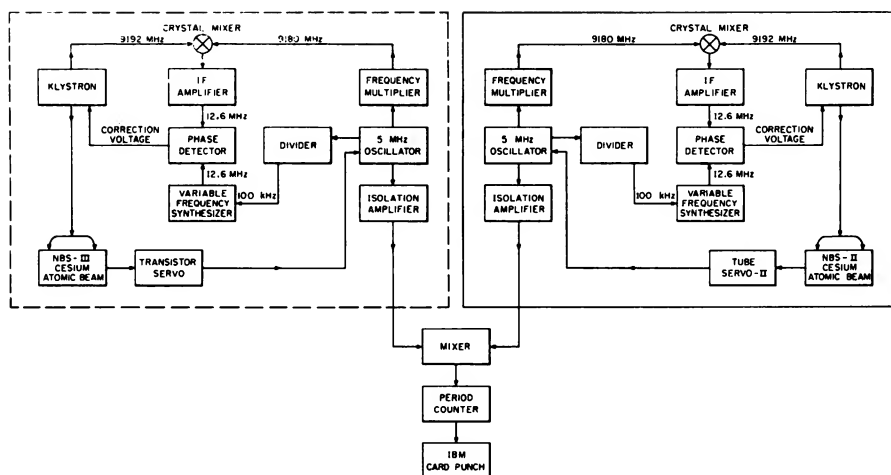 CRYSTAL MIXER
9192 MHz
9180 MHz
KLYSTRON
IF
AMPLIFIER
FREQUENCY
MULTIPLIER
12.6 MHz
CORRECTION
VOLTAGE
PHASE
DETECTOR
DIVIDER
5 MHz
OSCILLATOR
12.6 MHz
100 kHz
VARIABLE
FREQUENCY
SYNTHESIZER
ISOLATION
AMPLIFIER
NBS-III
CESIUM
ATOMIC BEAM
TRANSISTOR
SERVO
CRYSTAL MIXER
9180 MHz
9192 MHz
FREQUENCY
MULTIPLIER
IF
AMPLIFIER
KLYSTRON
12.6 MHz
5 MHz
OSCILLATOR
DIVIDER
PHASE
DETECTOR
CORRECTION
VOLTAGE
12.6 MHz
100 kHz
ISOLATION
AMPLIFIER
VARIABLE
FREQUENCY
SYNTHESIZER
TUBE
SERVO-II
NBS-II
CESIUM
ATOMIC BEAM
MIXER
PERIOD
COUNTER
IBM
CARD PUNCH